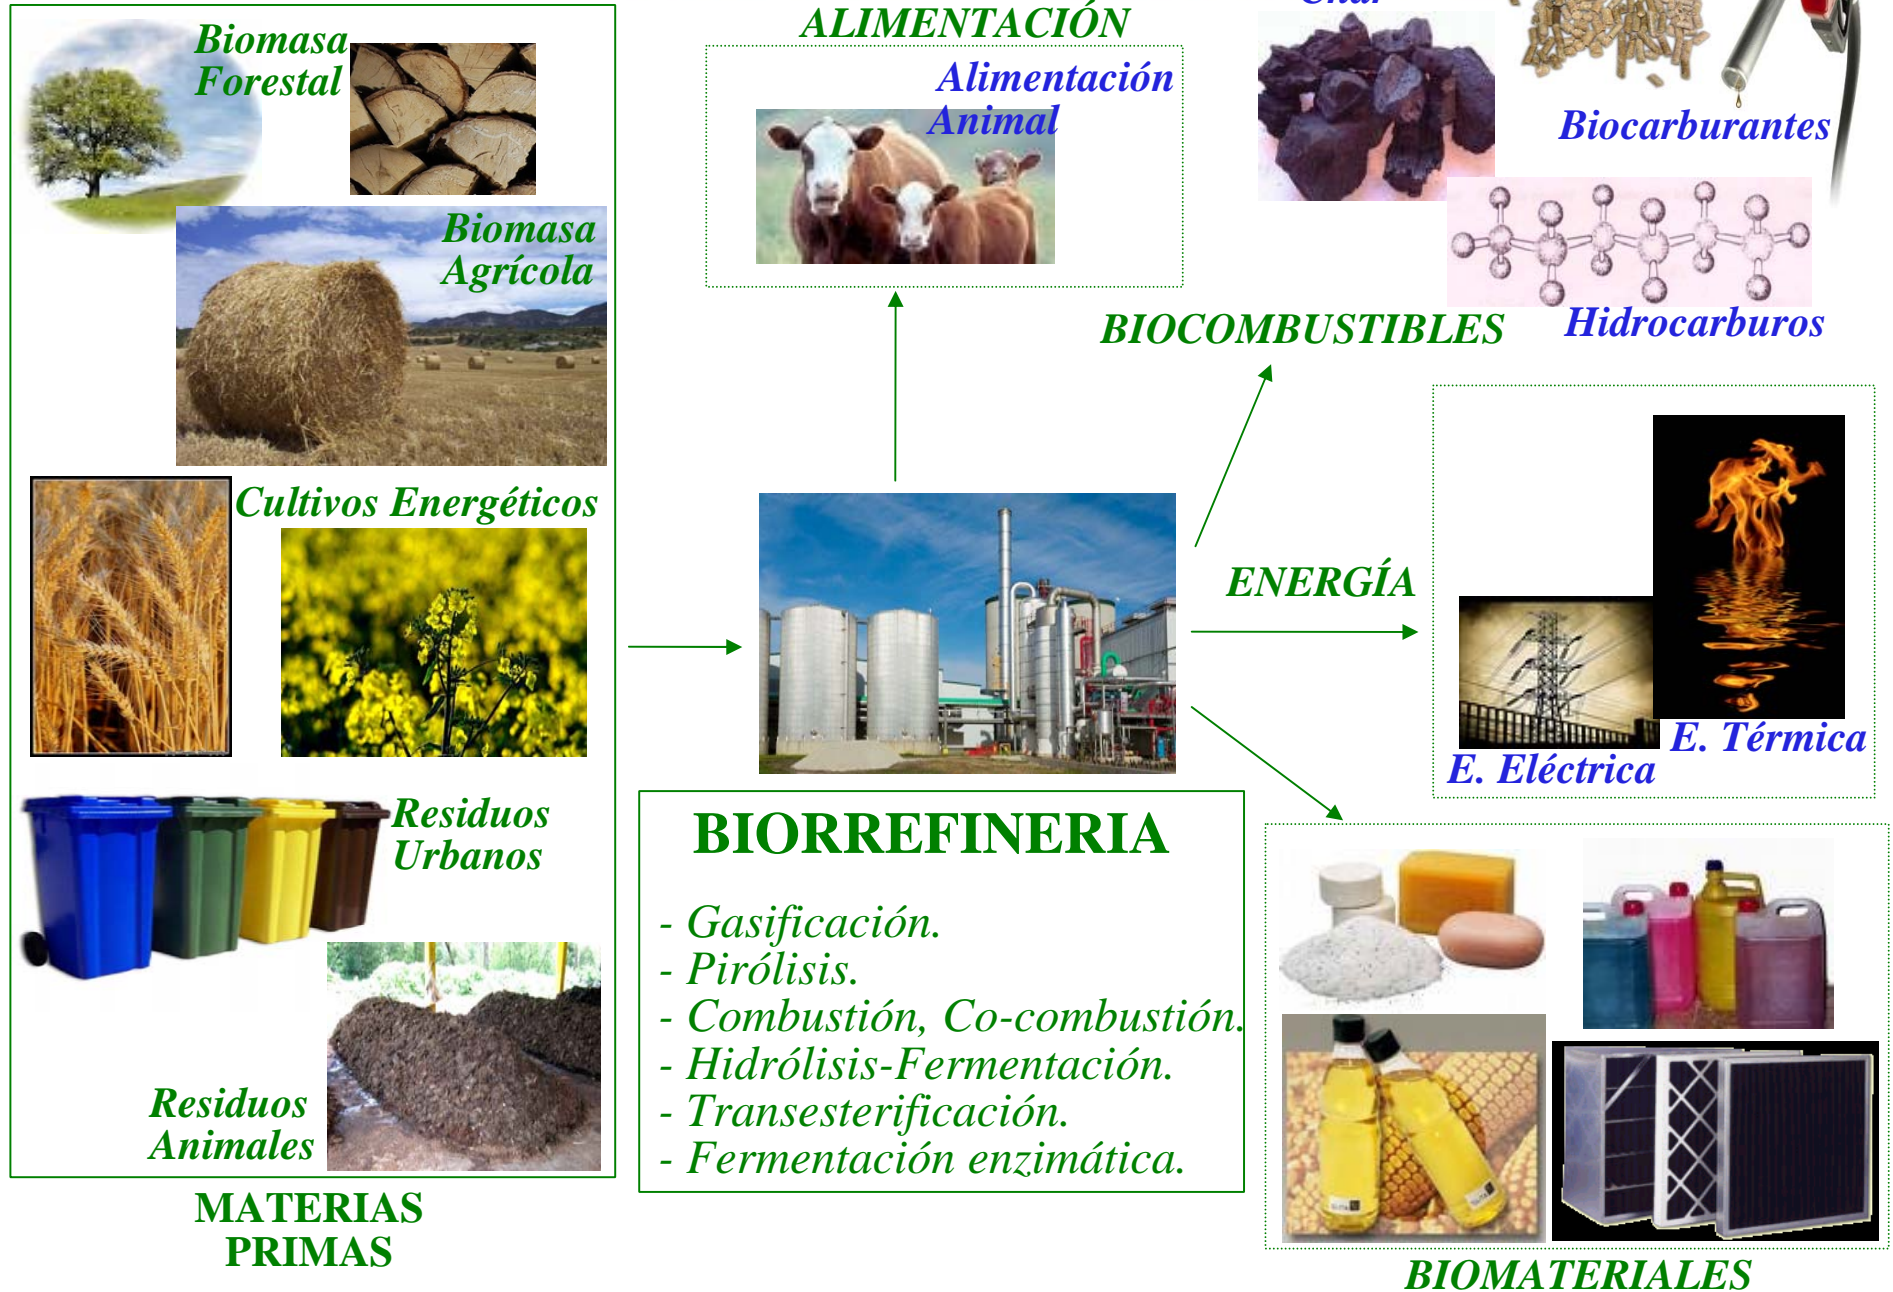 Biomasa
Forestal
Biomasa
Agrícola
Cultivos Energéticos
Residuos
Urbanos
Residuos
Animales
MATERIAS
PRIMAS
ALIMENTACIÓN
Alimentación
Animal
BIORREFINERIA
- Gasificación.
- Pirólisis.
- Combustión, Co-combustión.
- Hidrólisis-Fermentación.
- Transesterificación.
- Fermentación enzimática.
Biocarburantes
Hidrocarburos
BIOCOMBUSTIBLES
ENERGÍA
E. Térmica
E. Eléctrica
BIOMATERIALES